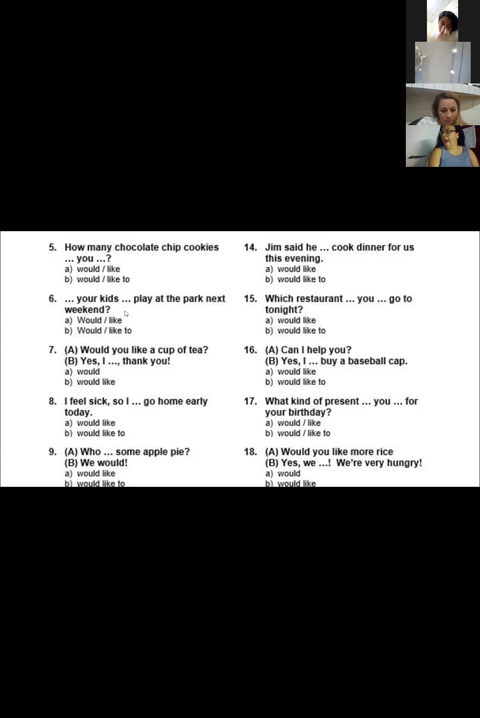 5. How many chocolate chip cookies
… you …?
a) would / like
b) would / like to
6. … your kids … play at the park next
weekend?
a) Would / like
b) Would / like to
7. (A) Would you like a cup of tea?
(B) Yes, I …, thank you!
a) would
b) would like
8. I feel sick, so I … go home early
today.
a) would like
b) would like to
9. (A) Who … some apple pie?
(B) We would!
a) would like
b) would like to
14. Jim said he … cook dinner for us
this evening.
a) would like
b) would like to
15. Which restaurant … you … go to
tonight?
a) would like
b) would like to
16. (A) Can I help you?
(B) Yes, I … buy a baseball cap.
a) would like
b) would like to
17. What kind of present … you … for
your birthday?
a) would / like
b) would / like to
18. (A) Would you like more rice
(B) Yes, we …! We're very hungry!
a) would
b) would like